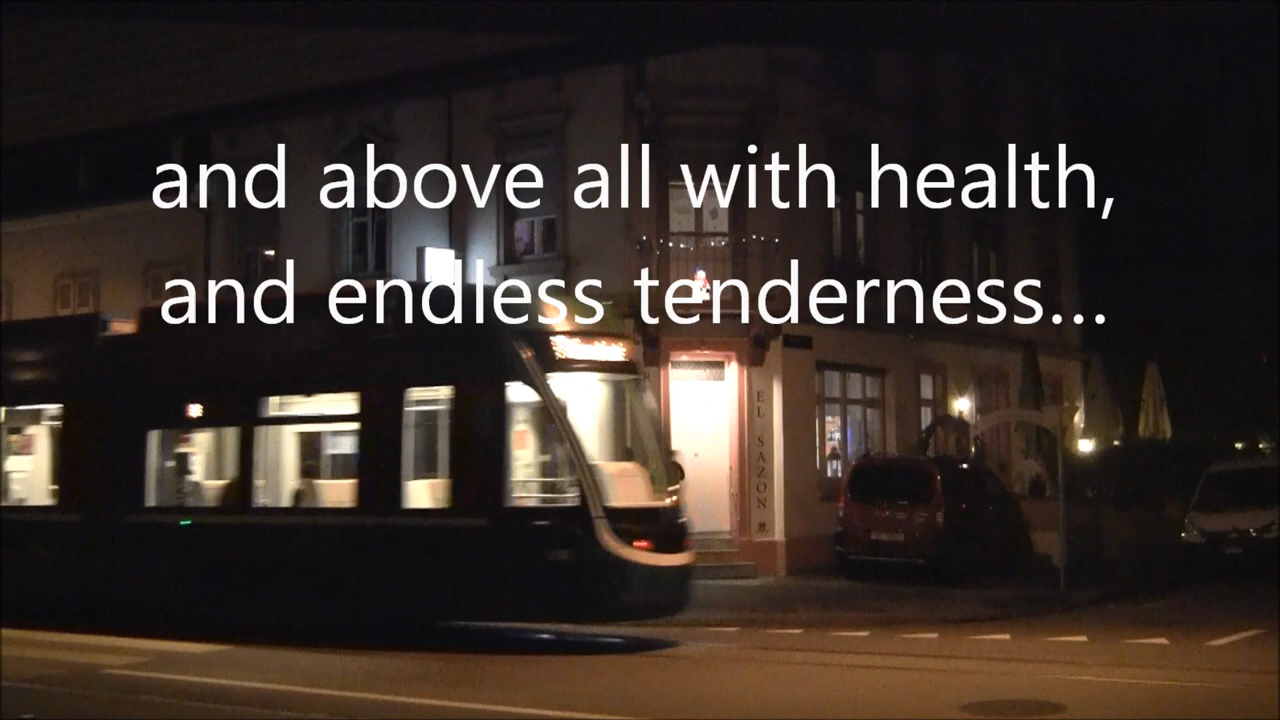 and above all with health,
and endless tenderness...
EL SAZON